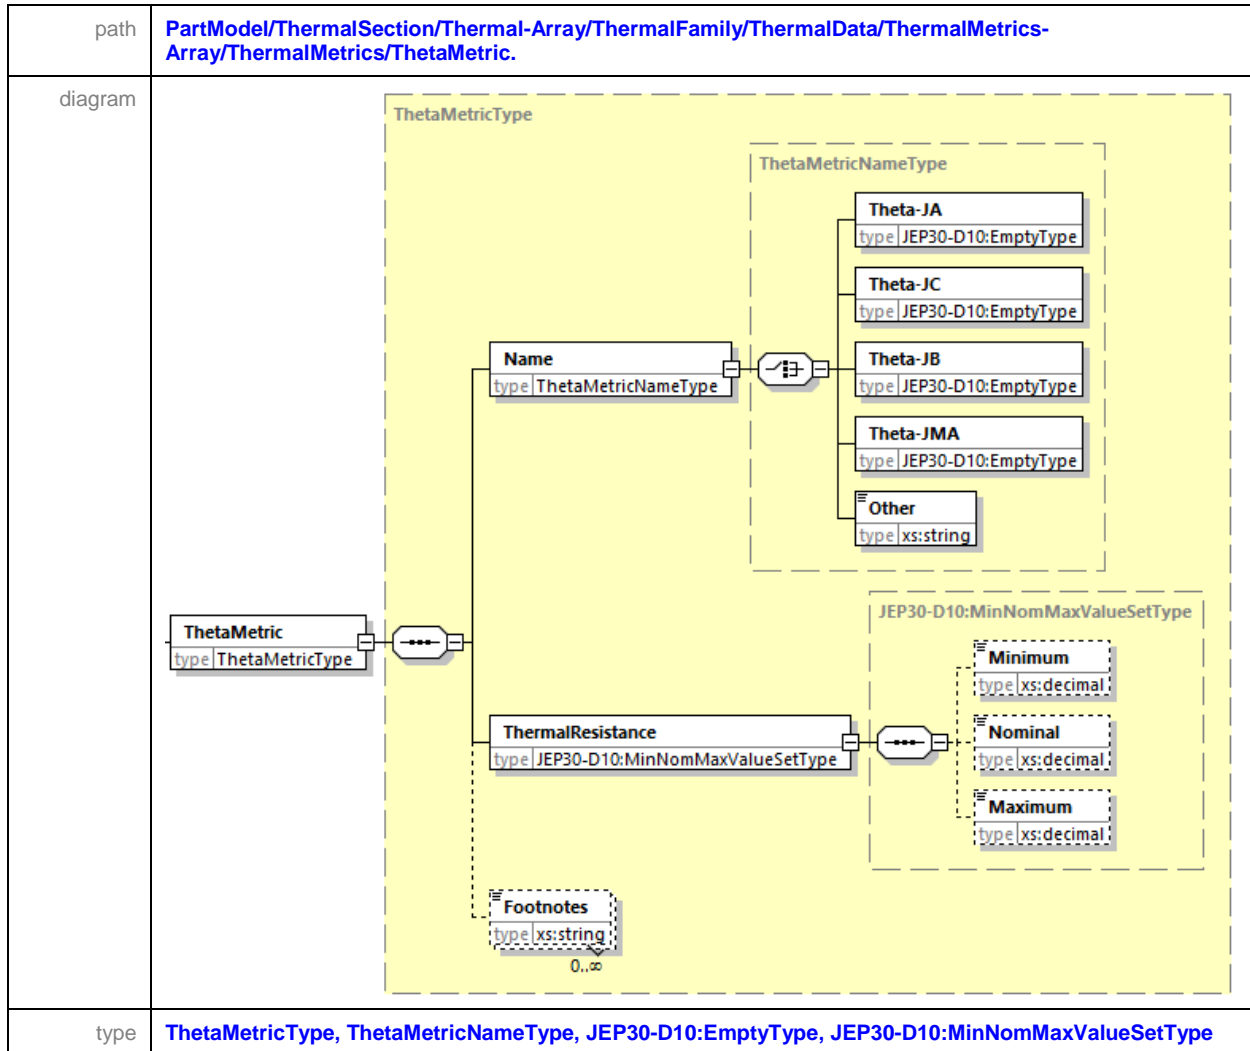 path
PartModel/ThermalSection/Thermal-Array/ThermalFamily/ThermalData/ThermalMetrics-
Array/ThermalMetrics/ThetaMetric.
diagram
ThetaMetricType
ThetaMetricNameType
Theta-JA
type JEP30-D10:EmptyType
Theta-JC
type JEP30-D10:EmptyType
Name
type ThetaMetricNameType
Theta-JB
type JEP30-D10:EmptyType
Theta-JMA
type JEP30-D10:EmptyType
Other
type xs:string
ThetaMetric
type ThetaMetricType
JEP30-D10:MinNomMaxValueSetType
Minimum
type xs:decimal
ThermalResistance
type JEP30-D10:MinNomMaxValueSetType
Nominal
type xs:decimal
Maximum
type xs:decimal
Footnotes
type xs:string
0..∞
type
ThetaMetricType, ThetaMetricNameType, JEP30-D10:EmptyType, JEP30-D10:MinNomMaxValueSetType